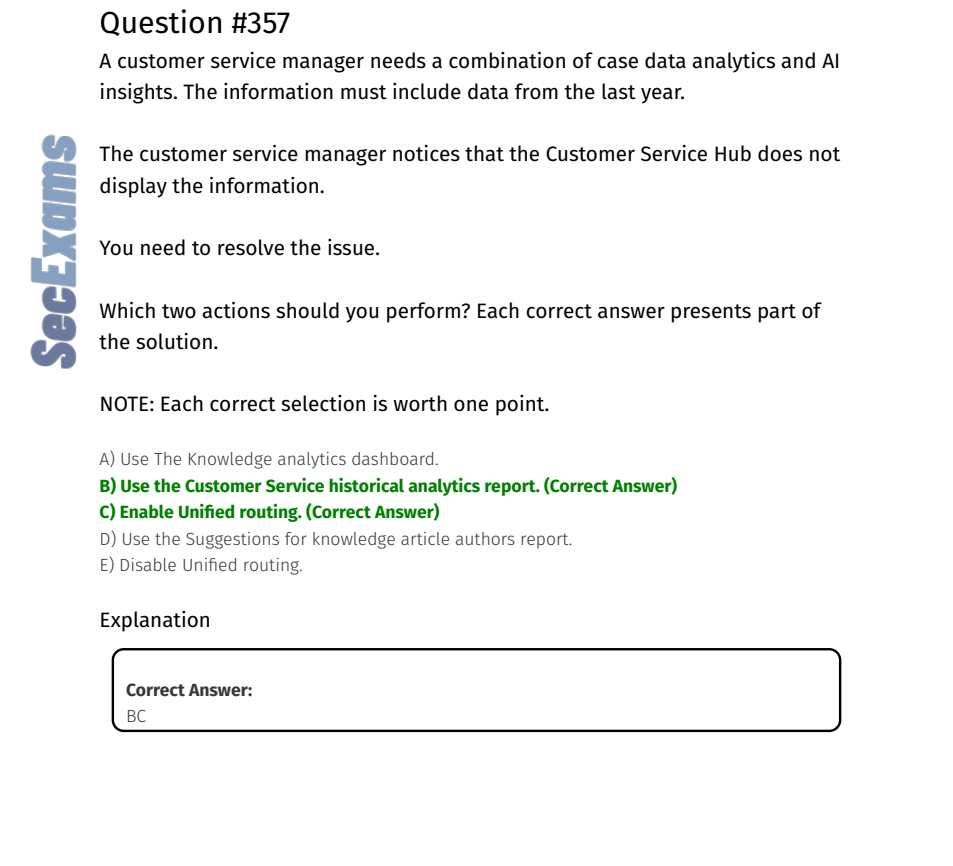 Question #357
A customer service manager needs a combination of case data analytics and AI
insights. The information must include data from the last year.
The customer service manager notices that the Customer Service Hub does not
display the information.
You need to resolve the issue.
Which two actions should you perform? Each correct answer presents part of
the solution.
NOTE: Each correct selection is worth one point.
A) Use The Knowledge analytics dashboard.
B) Use the Customer Service historical analytics report. (Correct Answer)
C) Enable Unified routing. (Correct Answer)
D) Use the Suggestions for knowledge article authors report.
E) Disable Unified routing.
Explanation
Correct Answer:
BC
SecExams